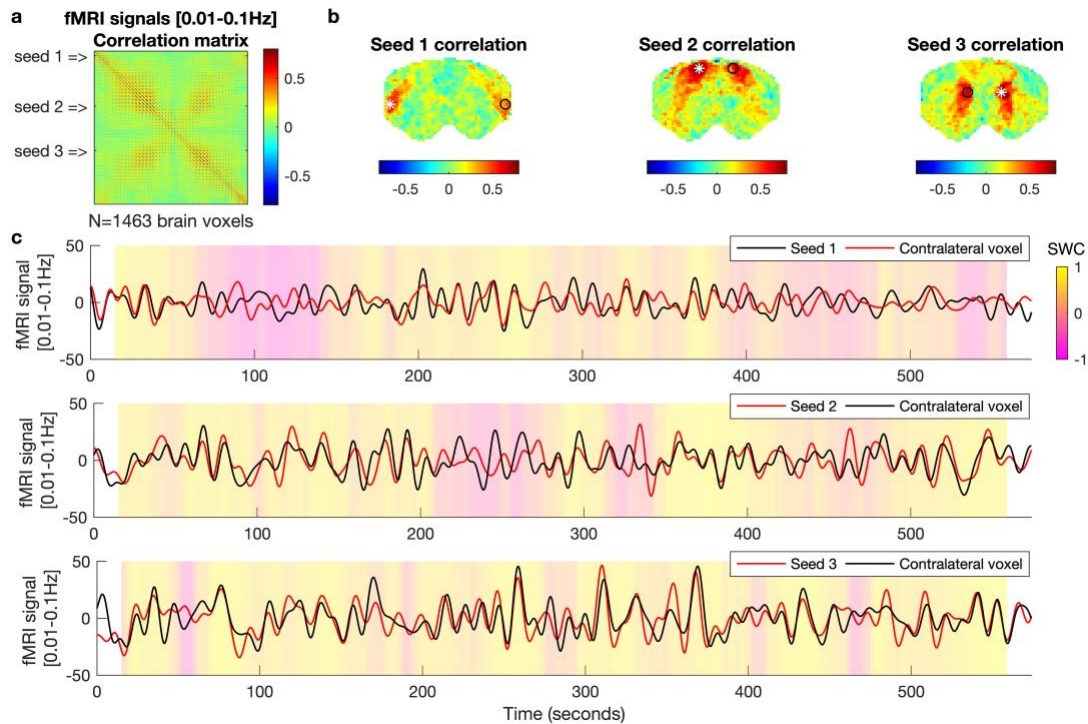 a
fMRI signals [0.01-0.1Hz]
Correlation matrix
seed 1 =>
seed 2 =>
seed 3 =>
0.5
0
-0.5
N=1463 brain voxels
b
Seed 1 correlation
Seed 2 correlation
Seed 3 correlation
-0.5 0 0.5
-0.5 0 0.5
-0.5 0 0.5
c
fMRI signal
[0.01-0.1Hz]
50
0
-50
Seed 1 Contralateral voxel
0 100 200 300 400 500
SWC
1
0
-1
fMRI signal
[0.01-0.1Hz]
50
0
-50
Seed 2 Contralateral voxel
0 100 200 300 400 500
fMRI signal
[0.01-0.1Hz]
50
0
-50
Seed 3 Contralateral voxel
0 100 200 300 400 500
Time (seconds)